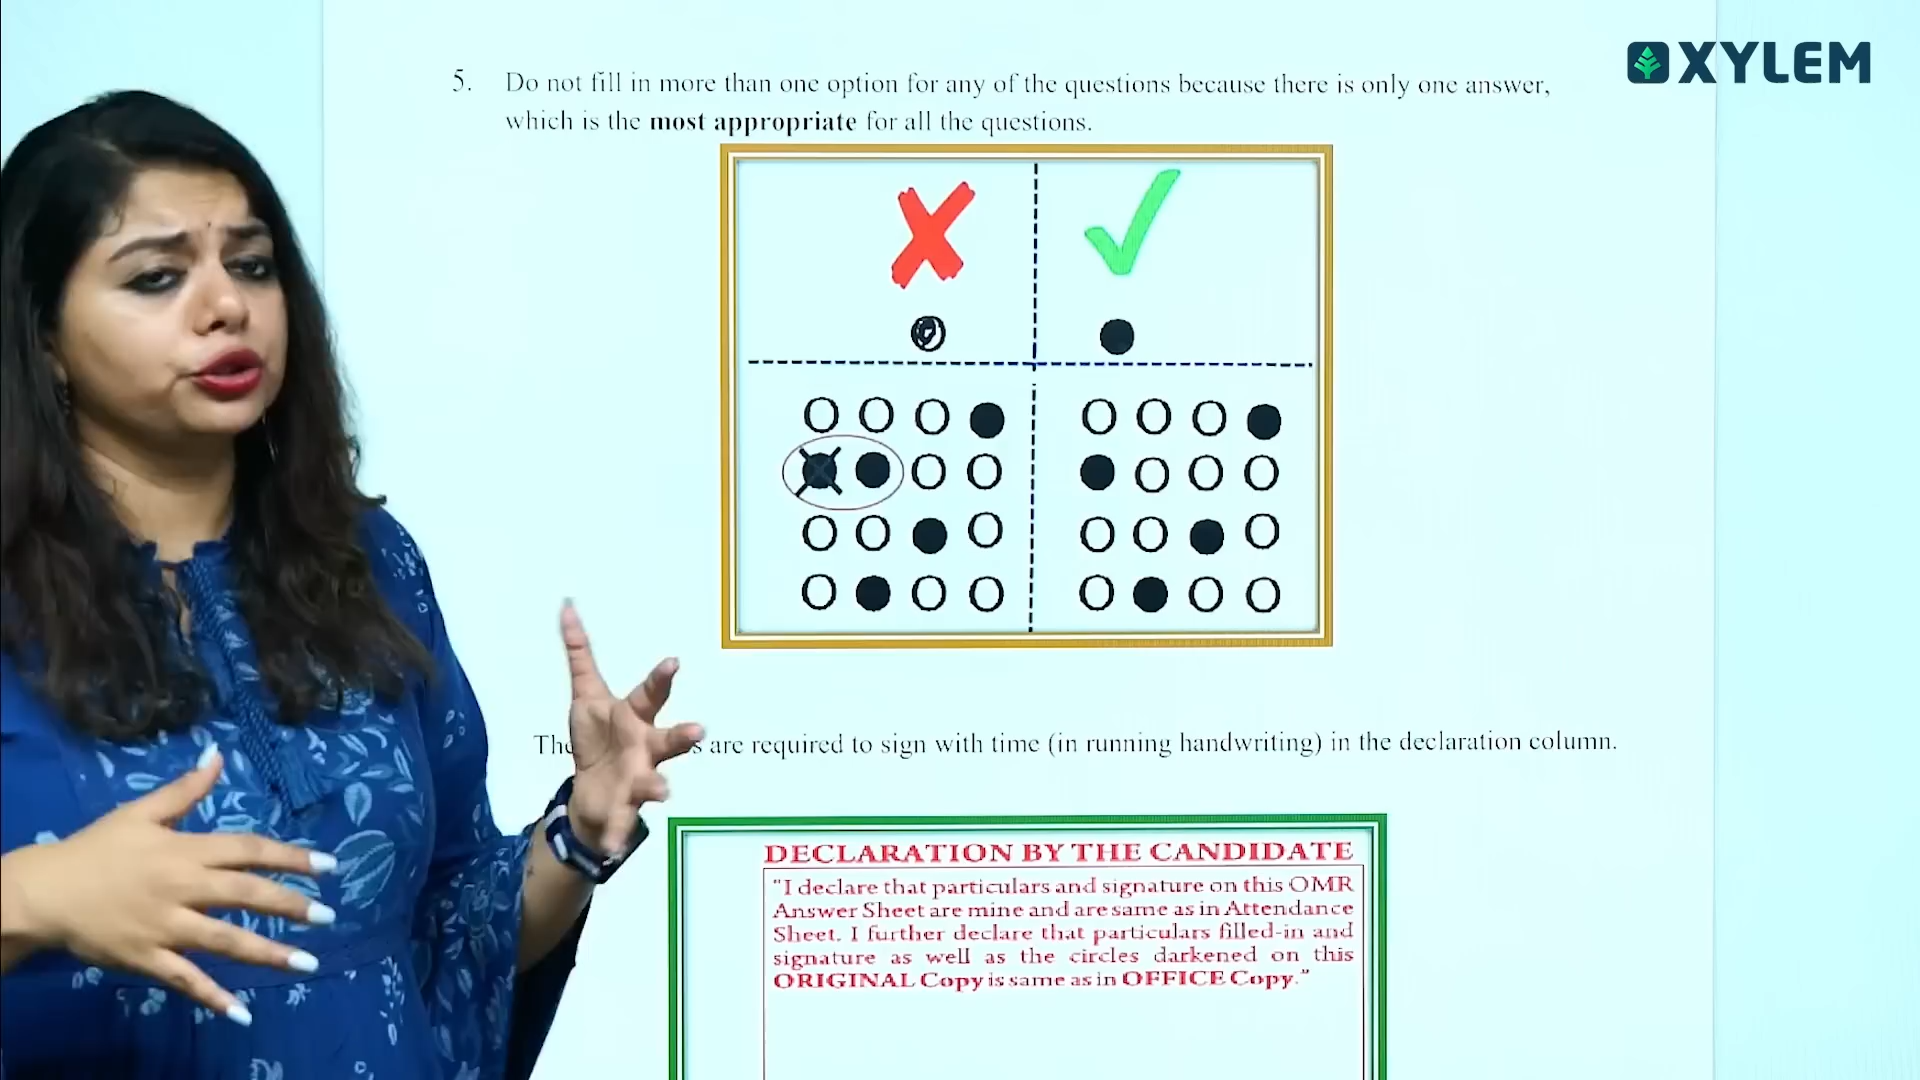 XYLEM
5. Do not fill in more than one option for any of the questions because there is only one answer,
which is the most appropriate for all the questions.
are required to sign with time (in running handwriting) in the declaration column.
DECLARATION BY THE CANDIDATE
"I declare that particulars and signature on this OMR
Answer Sheet are mine and are same as in Attendance
Sheet. I further declare that particulars filled-in and
signature as well as the circles darkened on this
ORIGINAL Copy is same as in OFFICE Copy."